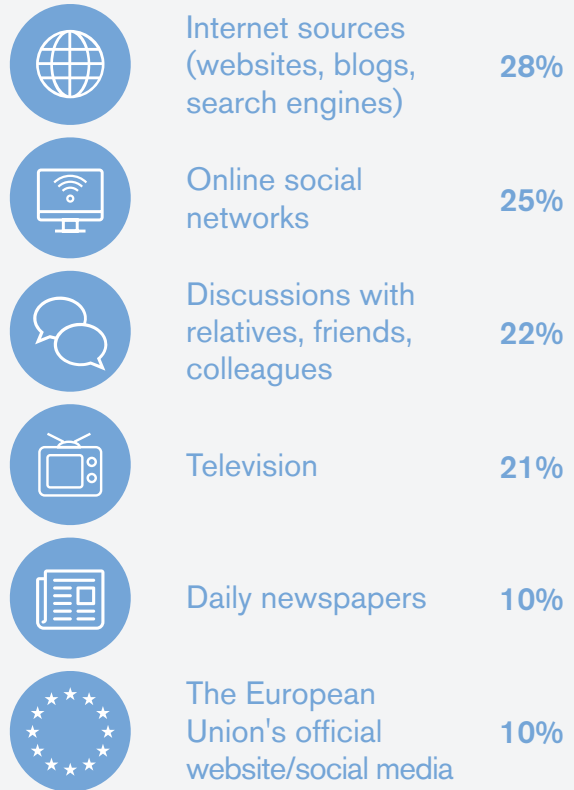 Internet sources
(websites, blogs,
search engines)
28%
Online social
networks
25%
Discussions with
relatives, friends,
colleagues
22%
Television
21%
Daily newspapers
10%
The European
Union's official
website/social media
10%